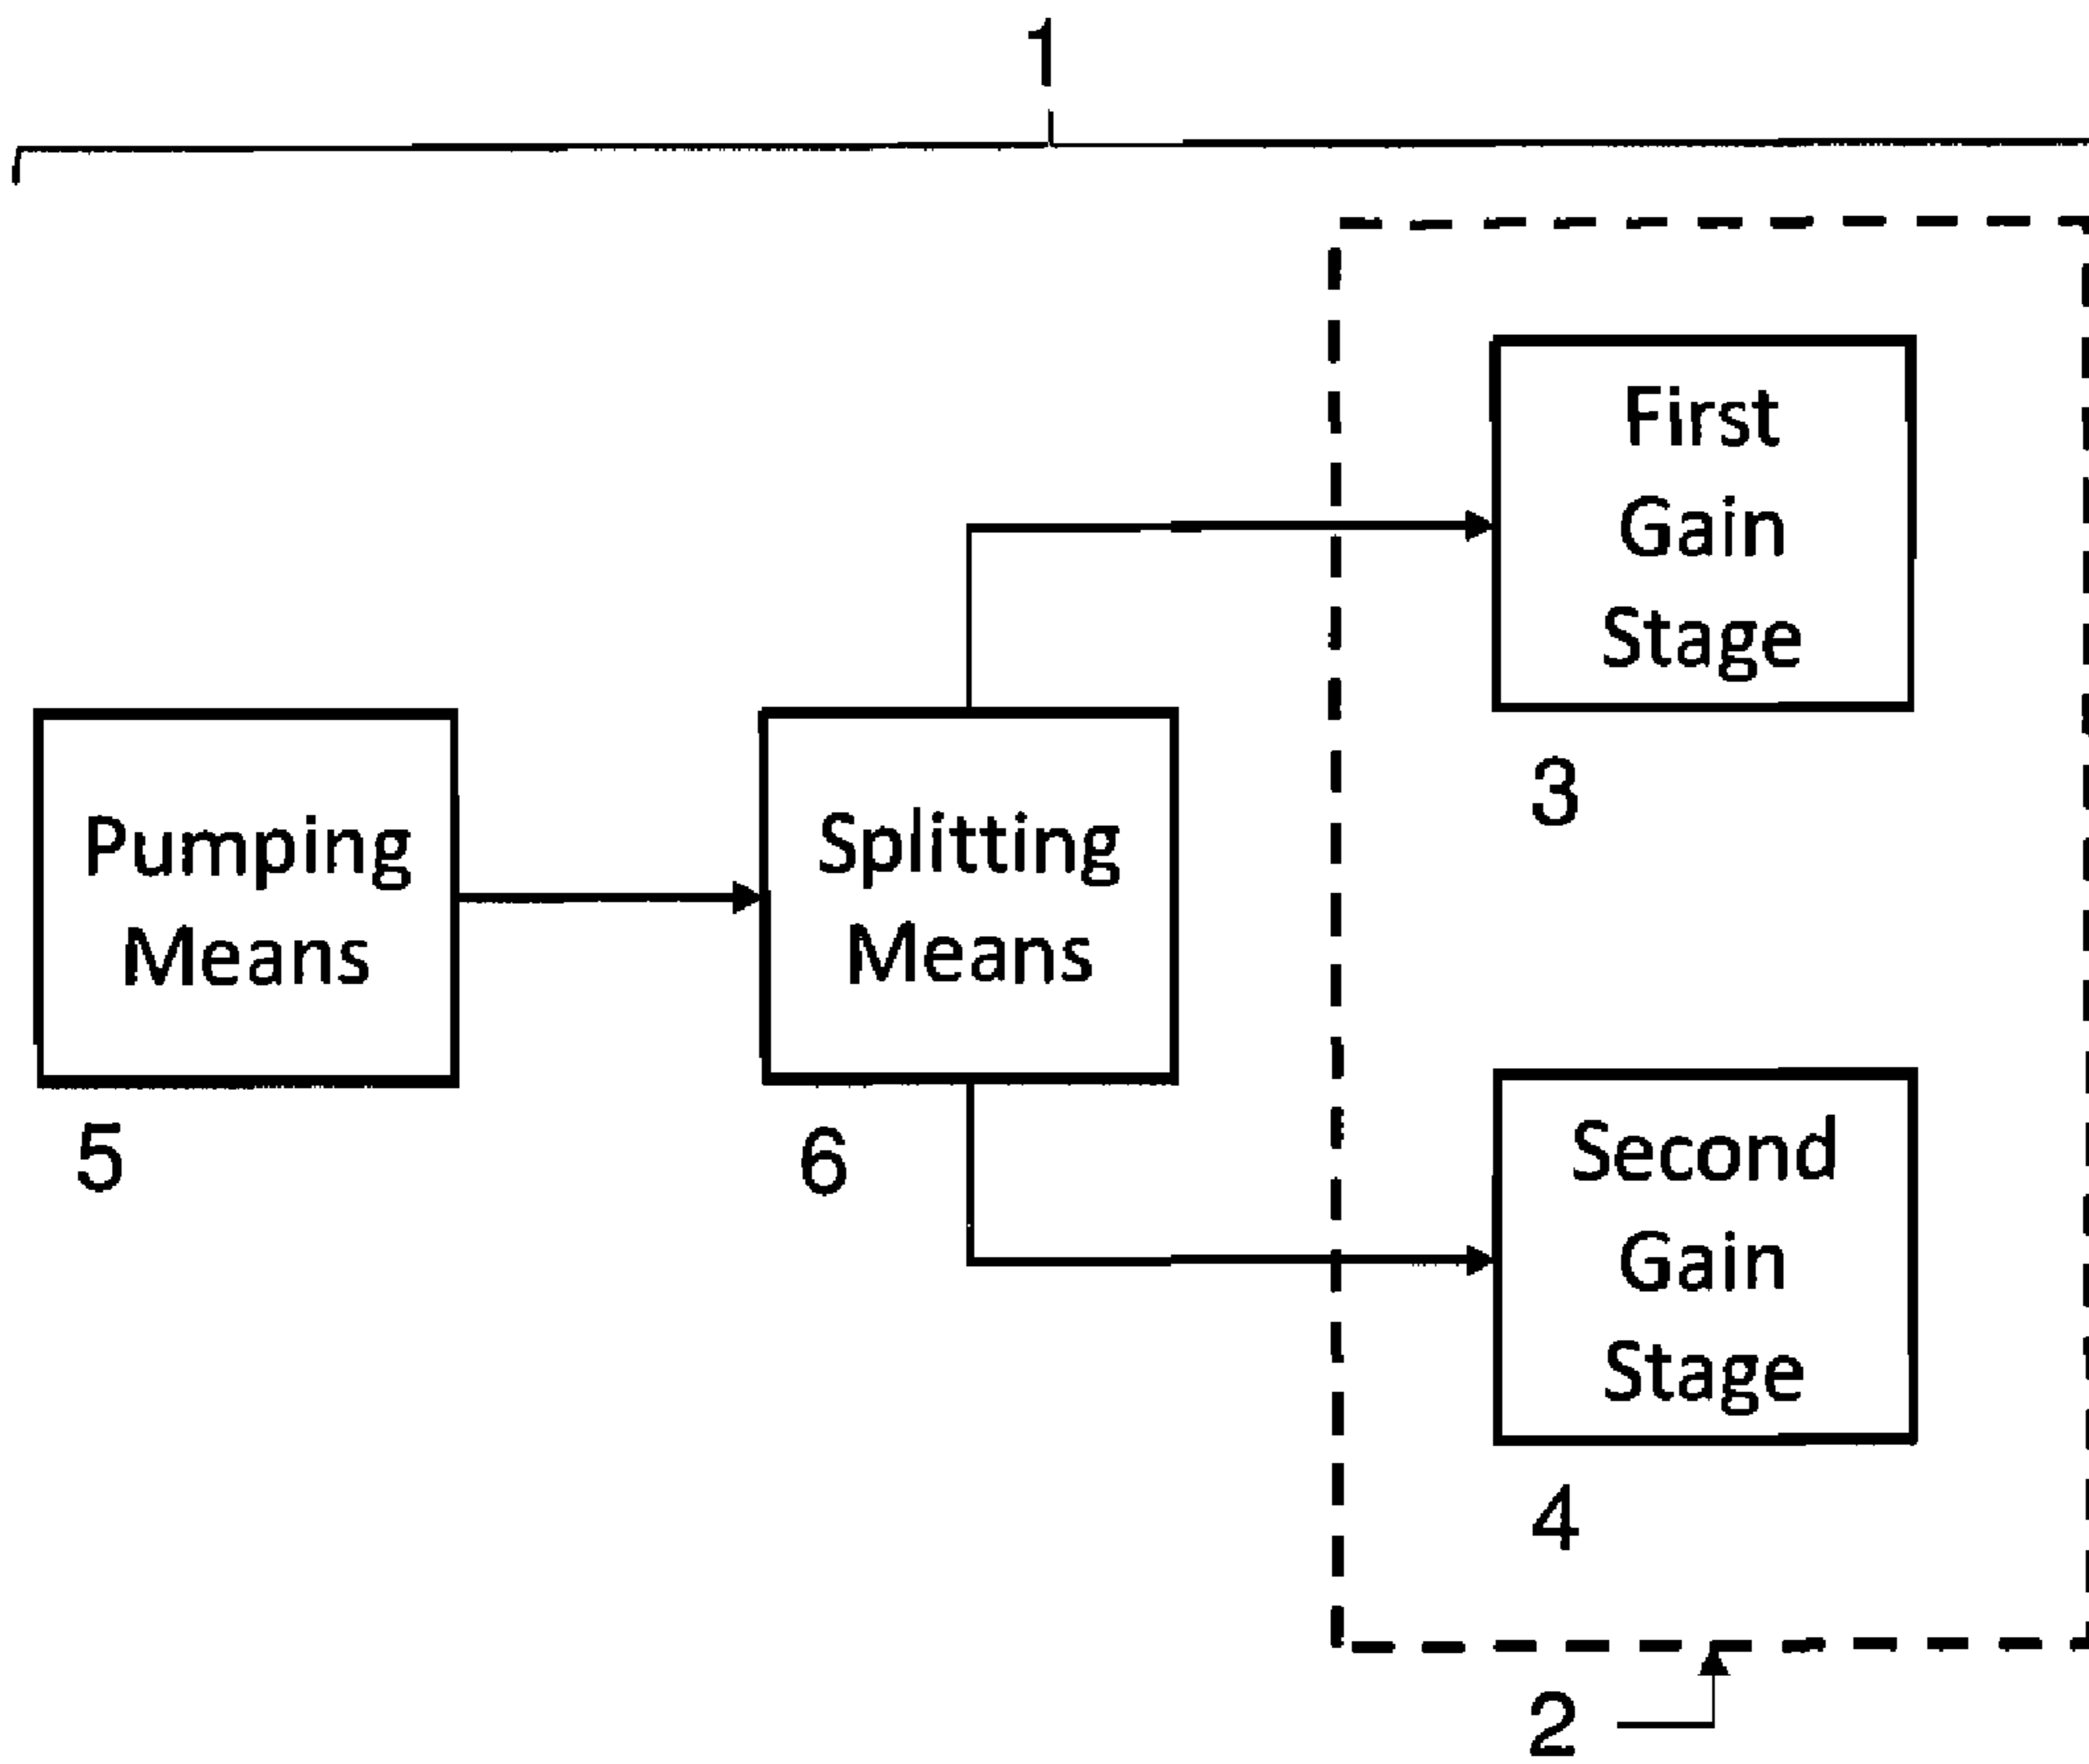 1
First
Gain
Stage
3
Pumping
Means
5
Splitting
Means
6
Second
Gain
Stage
4
2